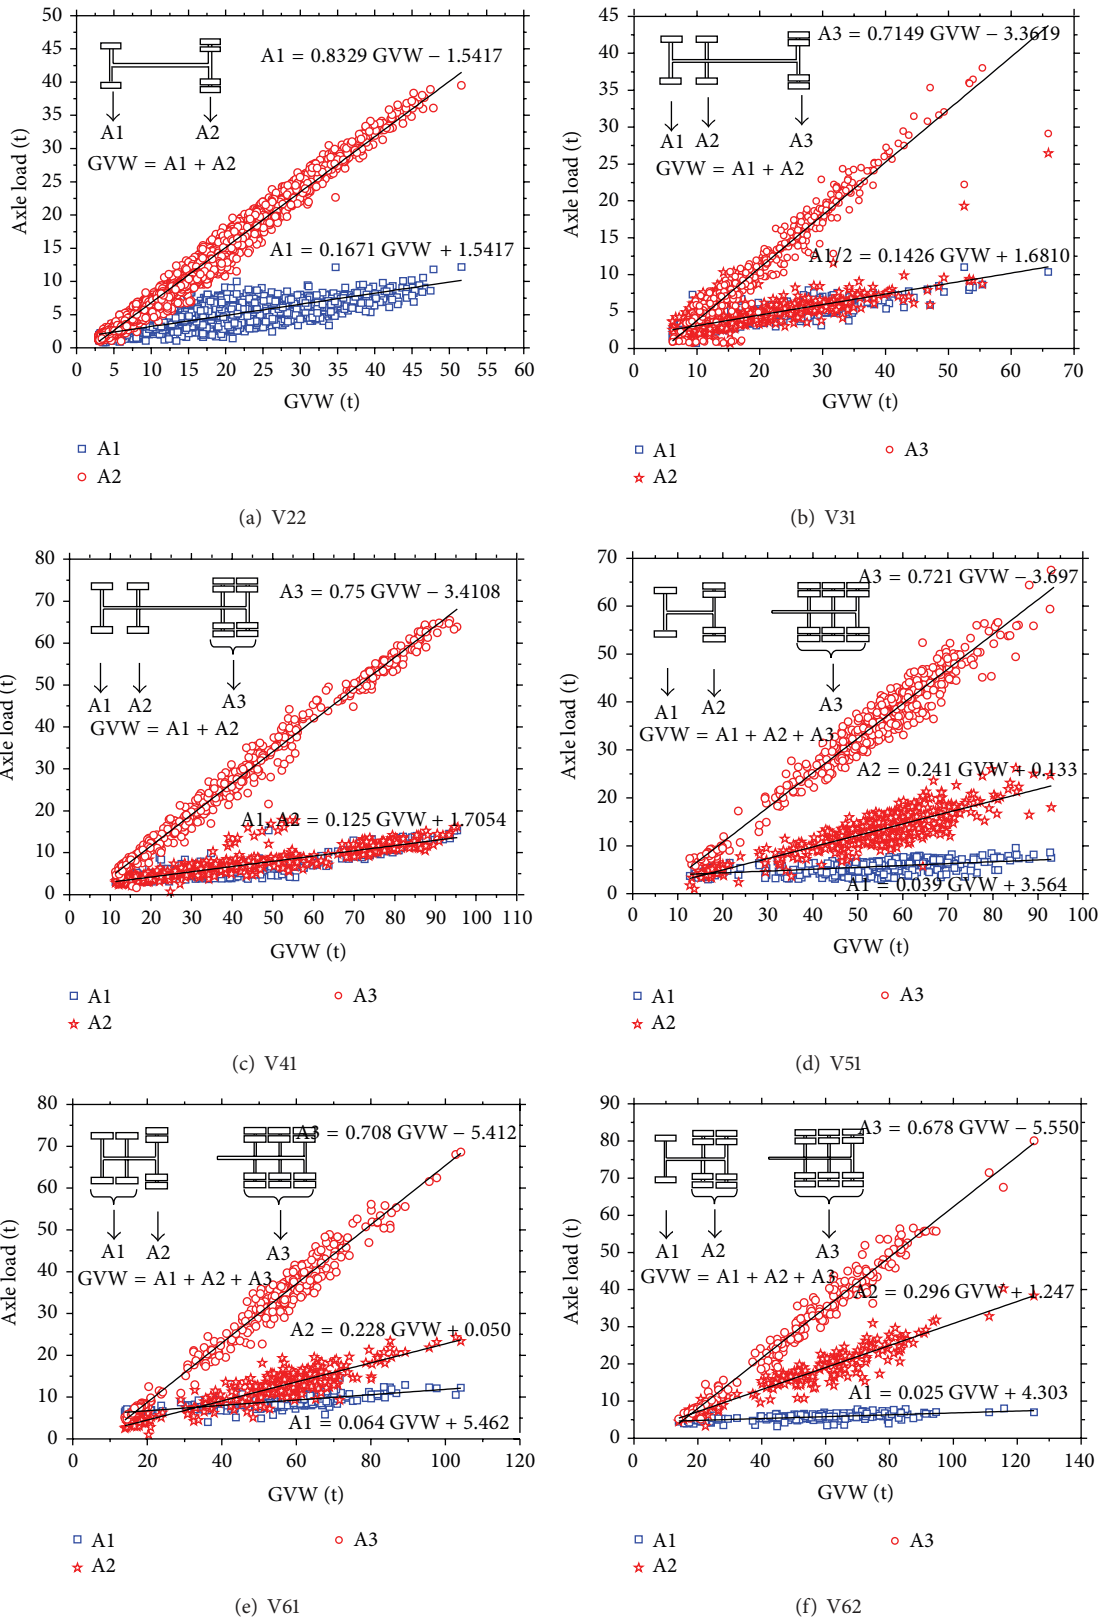 50
45
40
35
30
25
20
15
10
5
0
Axle load (t)
A1 = 0.8329 GVW − 1.5417
A1
A2
GVW = A1 + A2
A1 = 0.1671 GVW + 1.5417
0 5 10 15 20 25 30 35 40 45 50 55 60
GVW (t)
A1
A2
(a) V22
45
40
35
30
25
20
15
10
5
0
Axle load (t)
A3 = 0.7149 GVW − 3.3619
A1
A2
A3
GVW = A1 + A2
A1/2 = 0.1426 GVW + 1.6810
0 10 20 30 40 50 60 70
GVW (t)
A1
A2
A3
(b) V31
80
70
60
50
40
30
20
10
0
Axle load (t)
A3 = 0.75 GVW − 3.4108
A1
A2
A3
GVW = A1 + A2
A1, A2 = 0.125 GVW + 1.7054
0 10 20 30 40 50 60 70 80 90 100 110
GVW (t)
A1
A2
A3
(c) V41
70
60
50
40
30
20
10
0
Axle load (t)
A3 = 0.721 GVW − 3.697
A1
A2
A3
GVW = A1 + A2 + A3
A2 = 0.241 GVW + 0.133
A1 = 0.039 GVW + 3.564
0 10 20 30 40 50 60 70 80 90 100
GVW (t)
A1
A2
A3
(d) V51
80
70
60
50
40
30
20
10
0
Axle load (t)
A3 = 0.708 GVW − 5.412
A1
A2
A3
GVW = A1 + A2 + A3
A2 = 0.228 GVW + 0.050
A1 = 0.064 GVW + 5.462
0 20 40 60 80 100 120
GVW (t)
A1
A2
A3
(e) V61
90
80
70
60
50
40
30
20
10
0
Axle load (t)
A3 = 0.678 GVW − 5.550
A1
A2
A3
GVW = A1 + A2 + A3
A2 = 0.296 GVW + 1.247
A1 = 0.025 GVW + 4.303
0 20 40 60 80 100 120 140
GVW (t)
A1
A2
A3
(f) V62